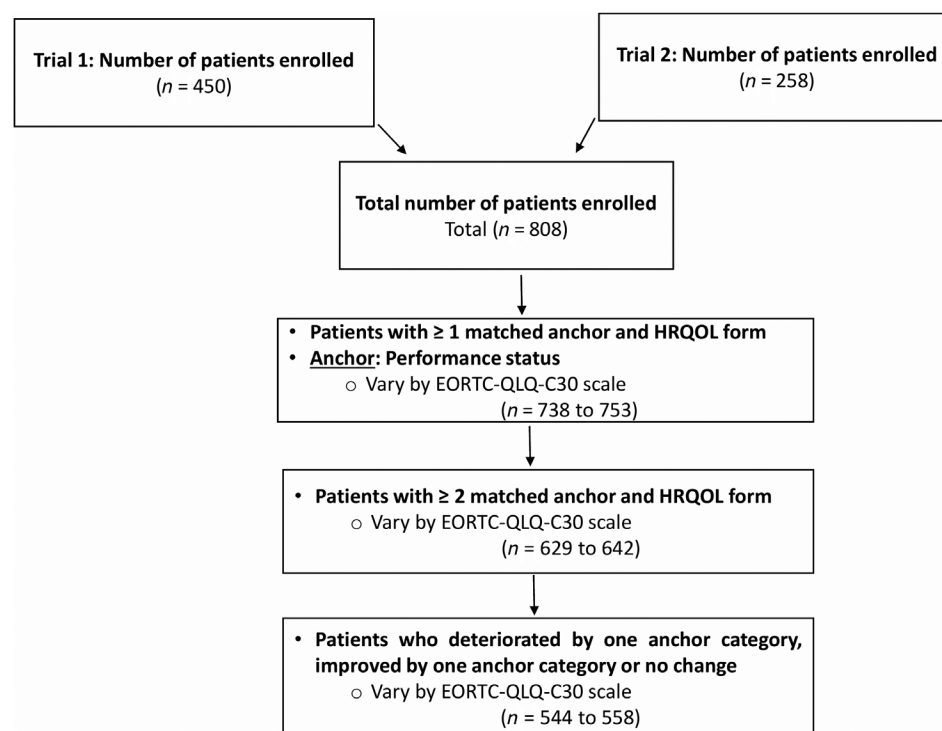 Trial 1: Number of patients enrolled
(n = 450)
Trial 2: Number of patients enrolled
(n = 258)
Total number of patients enrolled
Total (n = 808)
• Patients with ≥ 1 matched anchor and HRQOL form
• Anchor: Performance status
o Vary by EORTC-QLQ-C30 scale
(n = 738 to 753)
• Patients with ≥ 2 matched anchor and HRQOL form
o Vary by EORTC-QLQ-C30 scale
(n = 629 to 642)
• Patients who deteriorated by one anchor category,
improved by one anchor category or no change
o Vary by EORTC-QLQ-C30 scale
(n = 544 to 558)